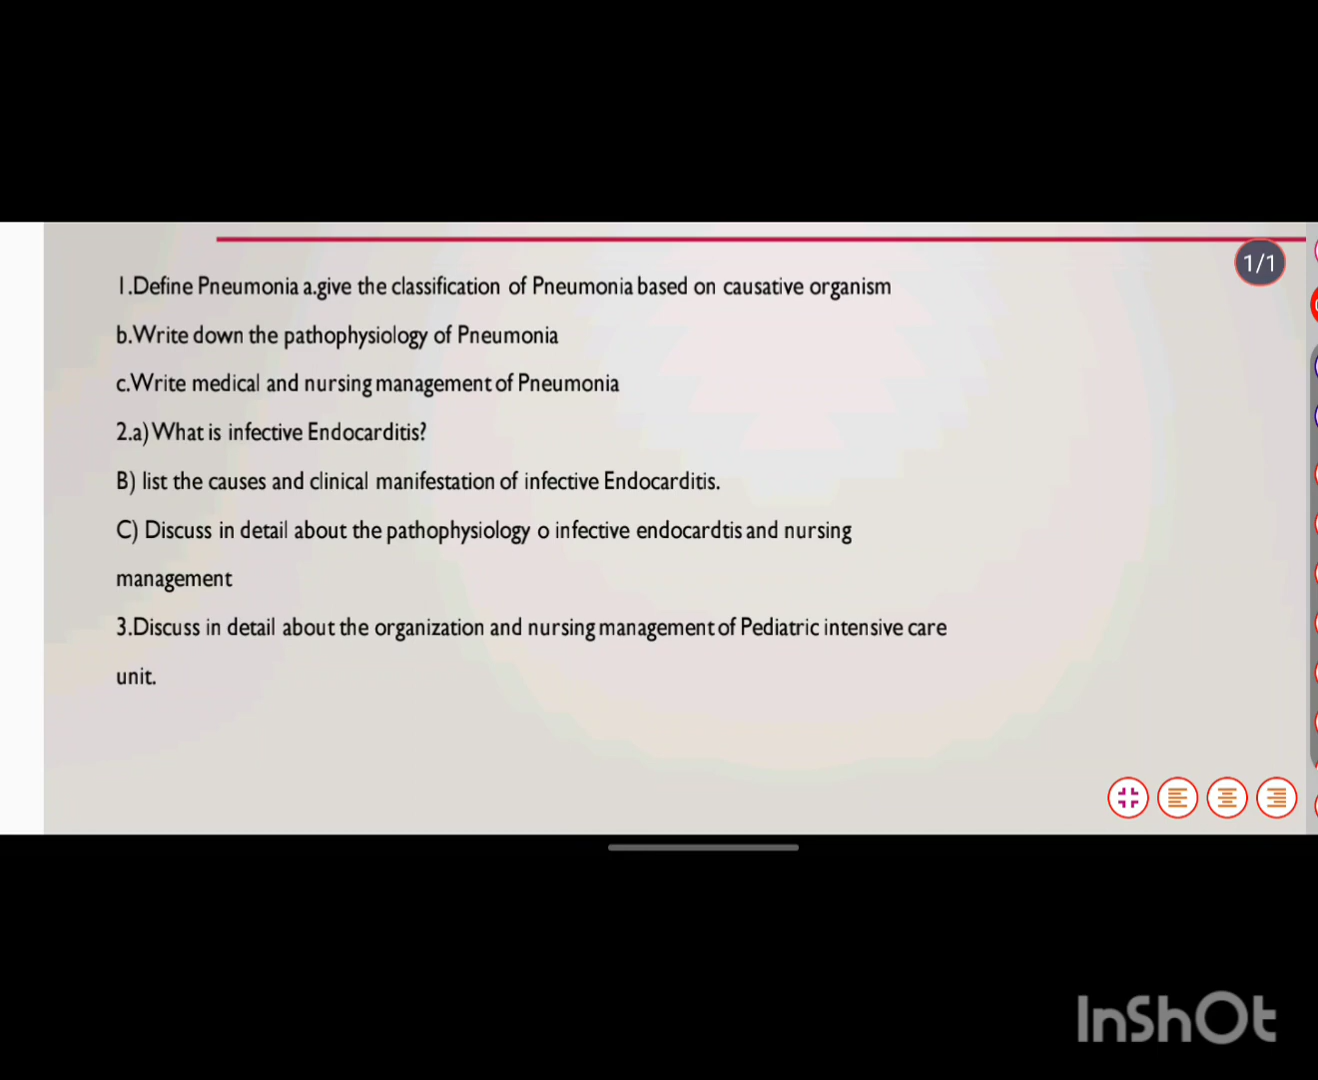 1/1
1.Define Pneumonia a.give the classification of Pneumonia based on causative organism
b.Write down the pathophysiology of Pneumonia
c.Write medical and nursing management of Pneumonia
2.a) What is infective Endocarditis?
B) list the causes and clinical manifestation of infective Endocarditis.
C) Discuss in detail about the pathophysiology o infective endocardtis and nursing
management
3.Discuss in detail about the organization and nursing management of Pediatric intensive care
unit.
InShOt